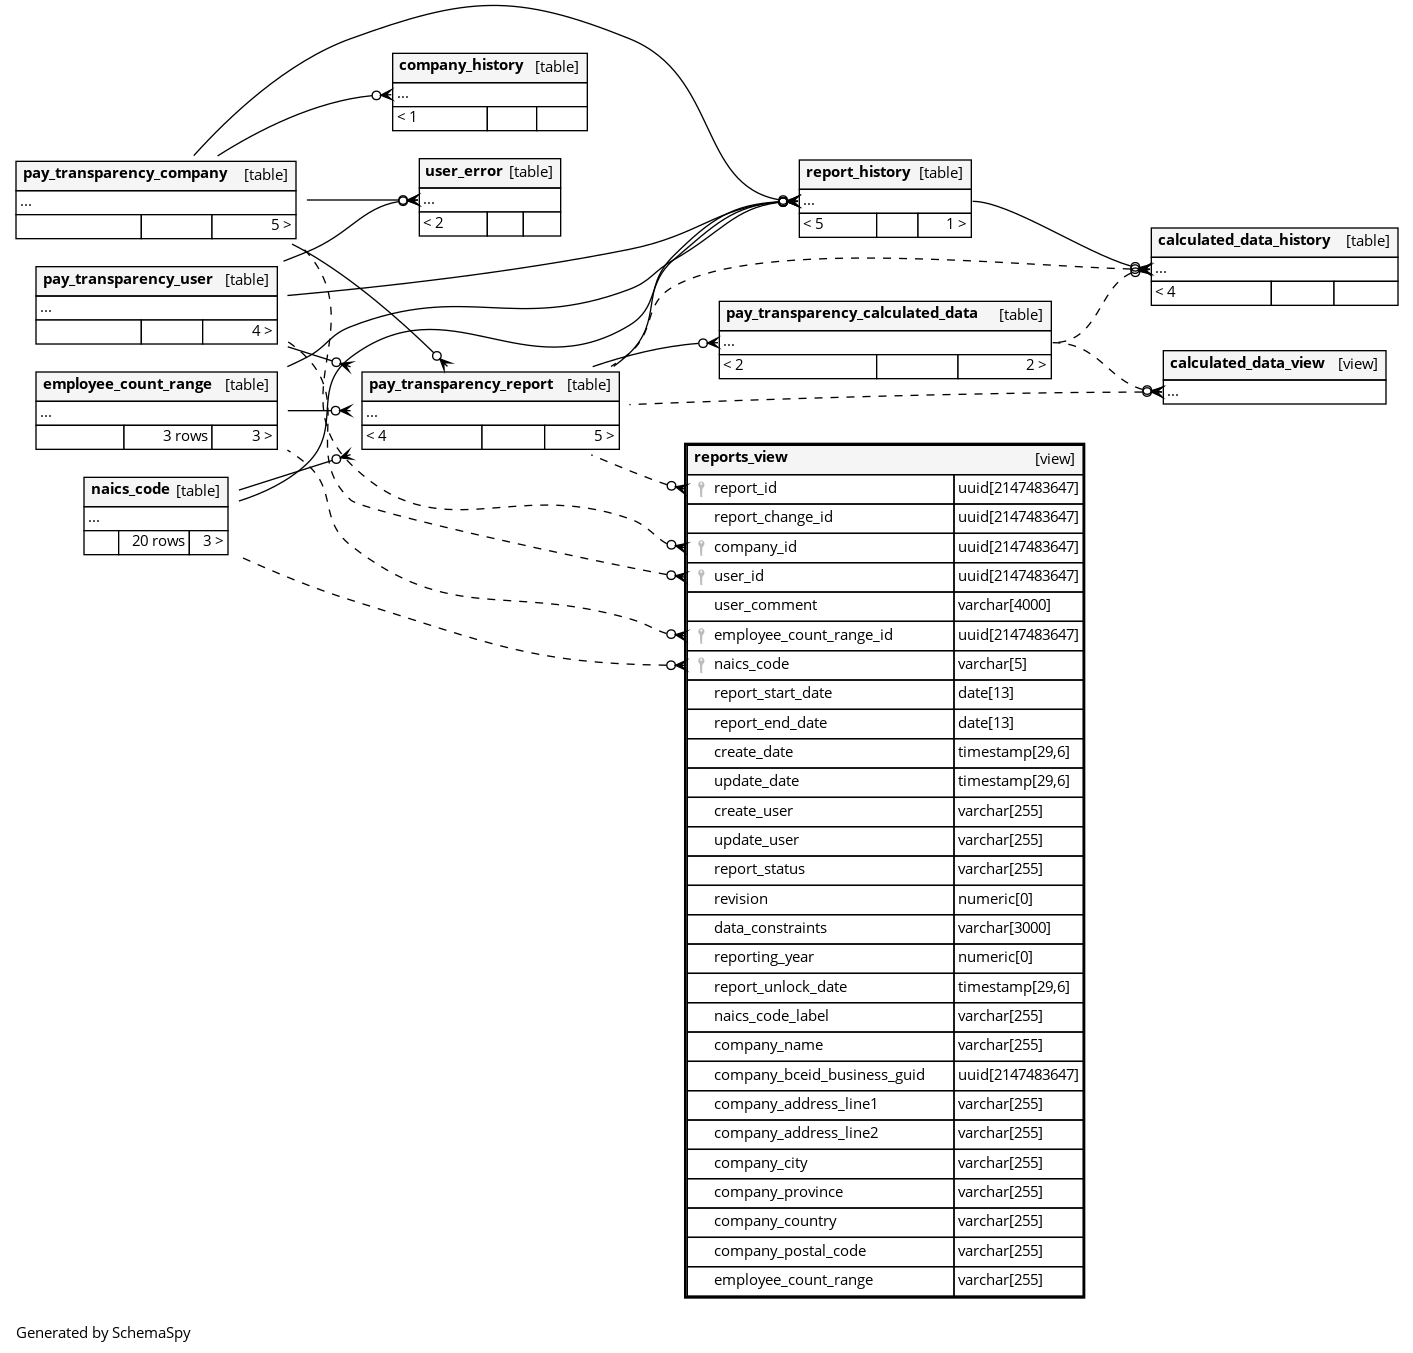 company_history [table]
...
< 1
pay_transparency_company [table]
...
5 >
user_error [table]
...
< 2
report_history [table]
...
< 5 1 >
calculated_data_history [table]
...
< 4
pay_transparency_user [table]
...
4 >
pay_transparency_calculated_data [table]
...
< 2 2 >
calculated_data_view [view]
...
employee_count_range [table]
...
3 rows 3 >
pay_transparency_report [table]
...
< 4 5 >
naics_code [table]
...
20 rows 3 >
reports_view [view]
report_id uuid[2147483647]
report_change_id uuid[2147483647]
company_id uuid[2147483647]
user_id uuid[2147483647]
user_comment varchar[4000]
employee_count_range_id uuid[2147483647]
naics_code varchar[5]
report_start_date date[13]
report_end_date date[13]
create_date timestamp[29,6]
update_date timestamp[29,6]
create_user varchar[255]
update_user varchar[255]
report_status varchar[255]
revision numeric[0]
data_constraints varchar[3000]
reporting_year numeric[0]
report_unlock_date timestamp[29,6]
naics_code_label varchar[255]
company_name varchar[255]
company_bceid_business_guid uuid[2147483647]
company_address_line1 varchar[255]
company_address_line2 varchar[255]
company_city varchar[255]
company_province varchar[255]
company_country varchar[255]
company_postal_code varchar[255]
employee_count_range varchar[255]
Generated by SchemaSpy